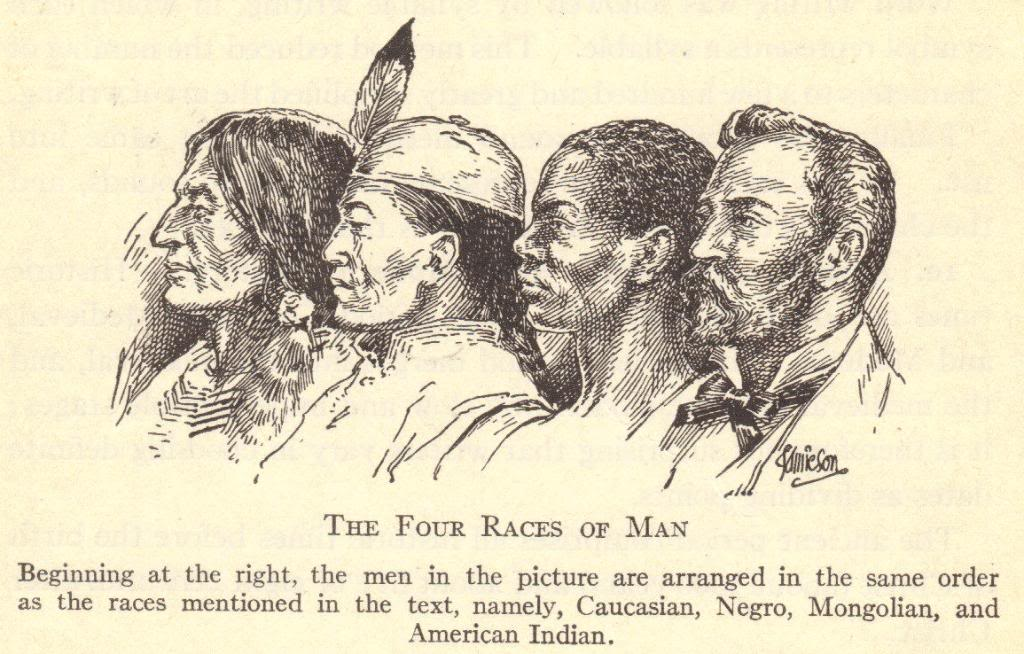 Jamieson
THE FOUR RACES OF MAN
Beginning at the right, the men in the picture are arranged in the same order
as the races mentioned in the text, namely, Caucasian, Negro, Mongolian, and
American Indian.